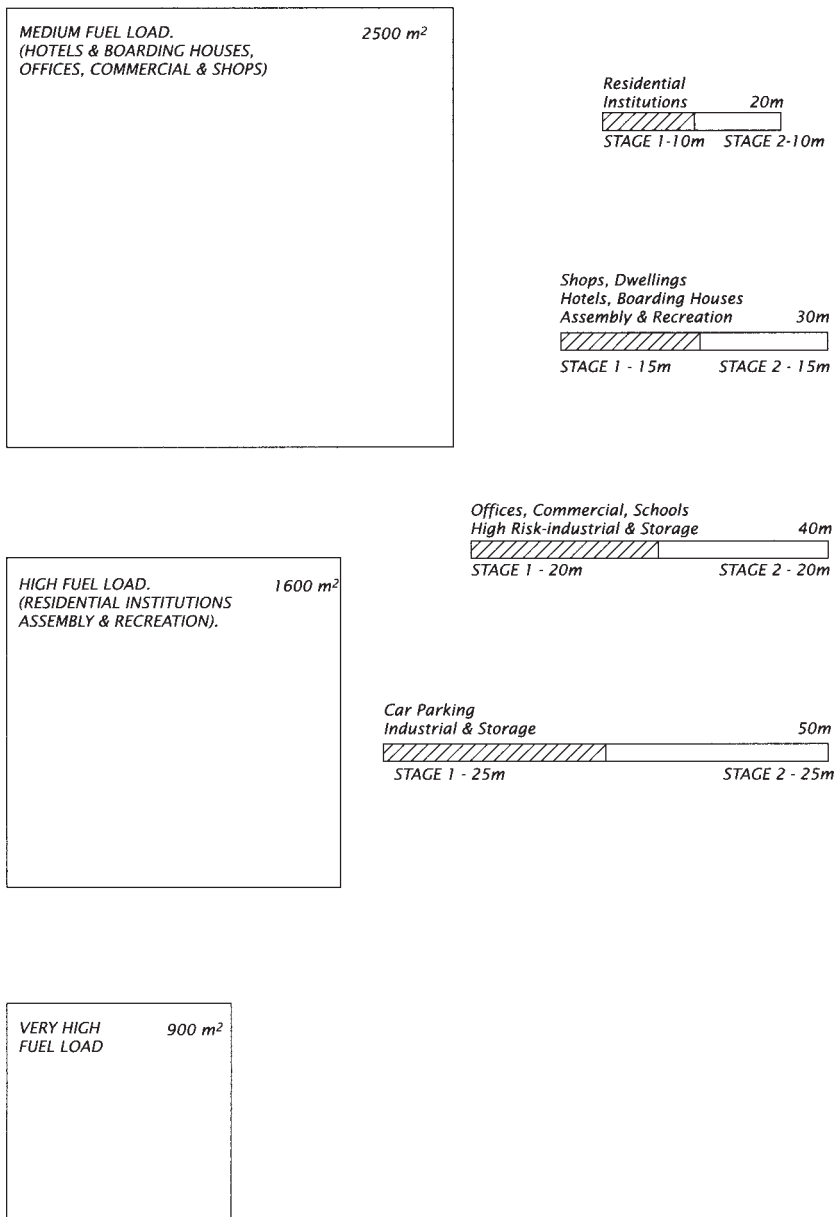 MEDIUM FUEL LOAD. 2500 m²
(HOTELS & BOARDING HOUSES,
OFFICES, COMMERCIAL & SHOPS)
Residential
Institutions 20m
STAGE 1-10m STAGE 2-10m
Shops, Dwellings
Hotels, Boarding Houses
Assembly & Recreation 30m
STAGE 1 - 15m STAGE 2 - 15m
Offices, Commercial, Schools
High Risk-industrial & Storage 40m
STAGE 1 - 20m STAGE 2 - 20m
HIGH FUEL LOAD. 1600 m²
(RESIDENTIAL INSTITUTIONS
ASSEMBLY & RECREATION).
Car Parking
Industrial & Storage 50m
STAGE 1 - 25m STAGE 2 - 25m
VERY HIGH 900 m²
FUEL LOAD